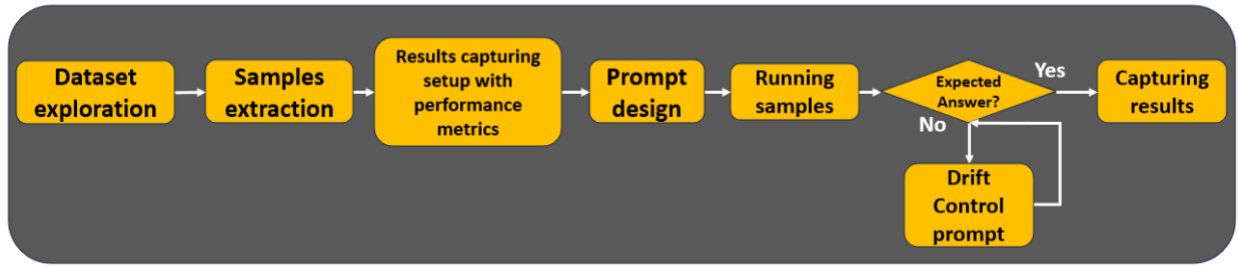 Dataset
exploration
Samples
extraction
Results capturing
setup with
performance
metrics
Prompt
design
Running
samples
Expected
Answer?
Yes
No
Capturing
results
Drift
Control
prompt